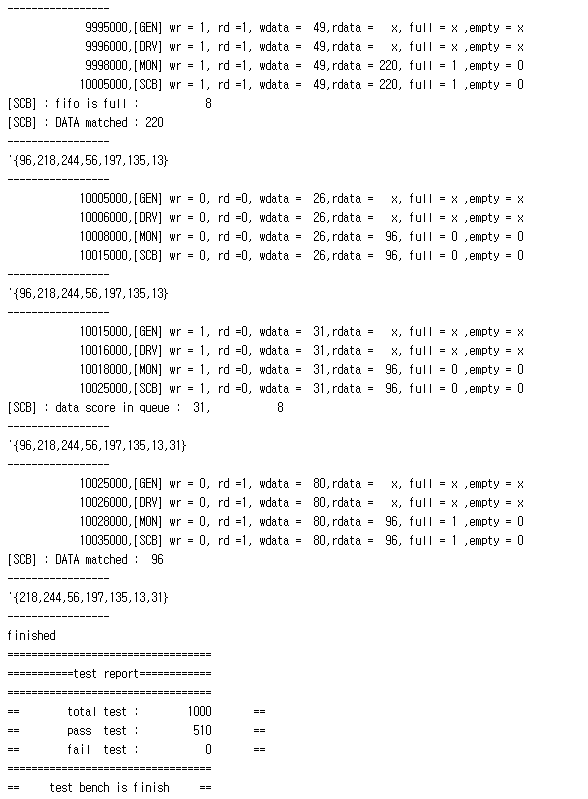 -----------------
9995000,[GEN] wr = 1, rd =1, wdata =  49,rdata =   x, full = x ,empty = x
9996000,[DRV] wr = 1, rd =1, wdata =  49,rdata =   x, full = x ,empty = x
9998000,[MON] wr = 1, rd =1, wdata =  49,rdata = 220, full = 1 ,empty = 0
10005000,[SCB] wr = 1, rd =1, wdata =  49,rdata = 220, full = 1 ,empty = 0
[SCB] : fifo is full :           8
[SCB] : DATA matched : 220
-----------------
'{96,218,244,56,197,135,13}
-----------------
10005000,[GEN] wr = 0, rd =0, wdata =  26,rdata =   x, full = x ,empty = x
10006000,[DRV] wr = 0, rd =0, wdata =  26,rdata =   x, full = x ,empty = x
10008000,[MON] wr = 0, rd =0, wdata =  26,rdata =  96, full = 0 ,empty = 0
10015000,[SCB] wr = 0, rd =0, wdata =  26,rdata =  96, full = 0 ,empty = 0
-----------------
'{96,218,244,56,197,135,13}
-----------------
10015000,[GEN] wr = 1, rd =0, wdata =  31,rdata =   x, full = x ,empty = x
10016000,[DRV] wr = 1, rd =0, wdata =  31,rdata =   x, full = x ,empty = x
10018000,[MON] wr = 1, rd =0, wdata =  31,rdata =  96, full = 0 ,empty = 0
10025000,[SCB] wr = 1, rd =0, wdata =  31,rdata =  96, full = 0 ,empty = 0
[SCB] : data score in queue :  31,           8
-----------------
'{96,218,244,56,197,135,13,31}
-----------------
10025000,[GEN] wr = 0, rd =1, wdata =  80,rdata =   x, full = x ,empty = x
10026000,[DRV] wr = 0, rd =1, wdata =  80,rdata =   x, full = x ,empty = x
10028000,[MON] wr = 0, rd =1, wdata =  80,rdata =  96, full = 1 ,empty = 0
10035000,[SCB] wr = 0, rd =1, wdata =  80,rdata =  96, full = 1 ,empty = 0
[SCB] : DATA matched :  96
-----------------
'{218,244,56,197,135,13,31}
-----------------
finished
==================================
===========test report============
==================================
==        total test :        1000       ==
==        pass  test :         510       ==
==        fail  test :           0       ==
==================================
==     test bench is finish     ==